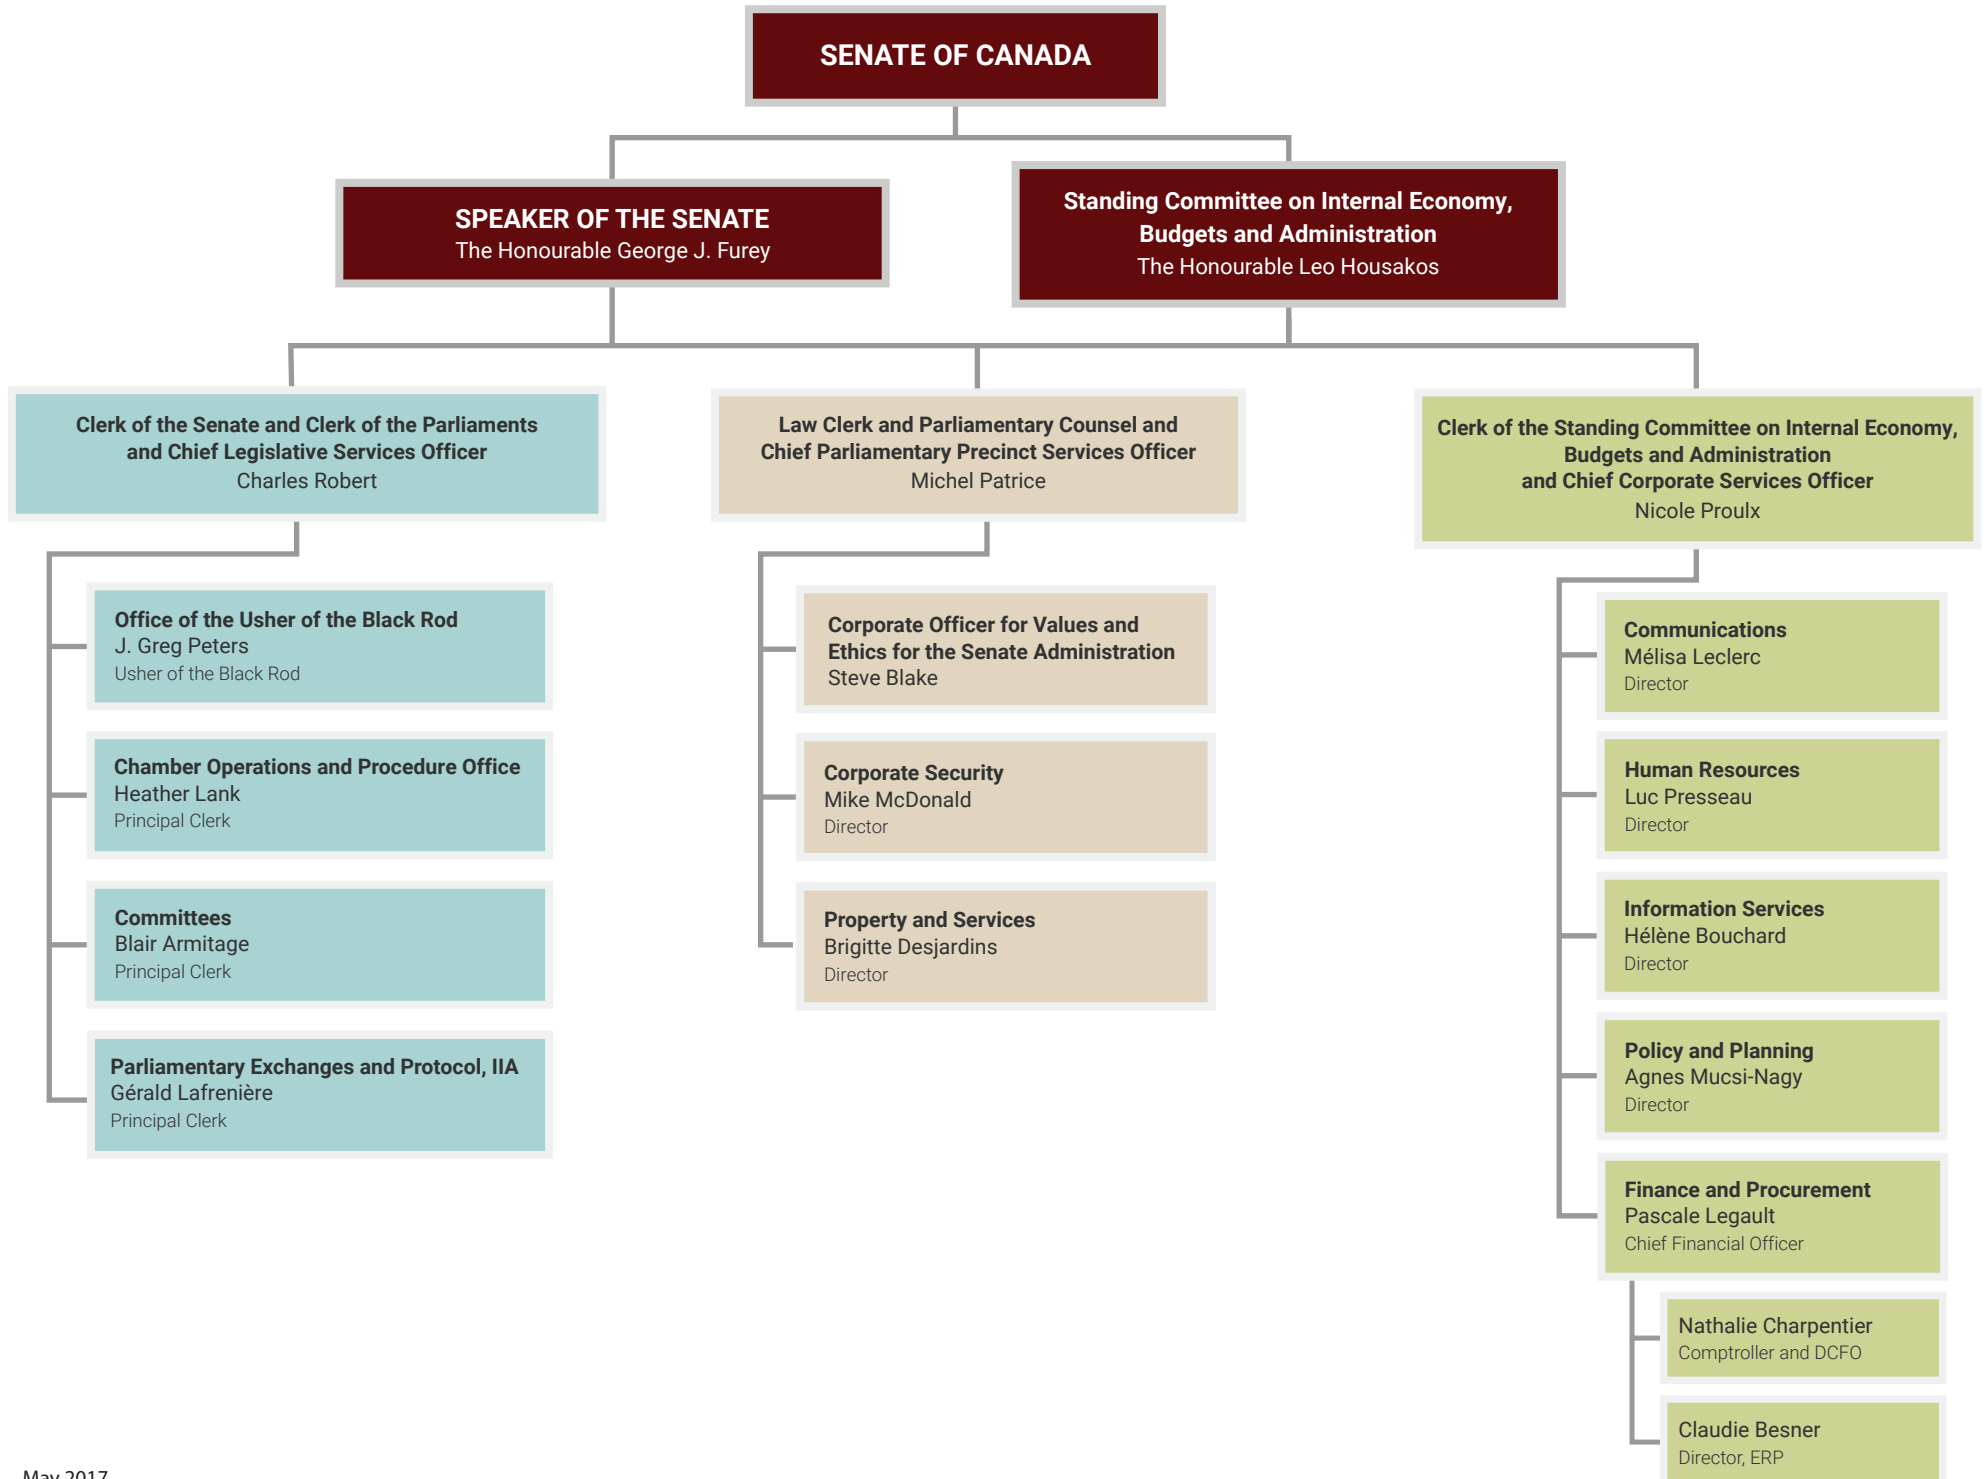 SENATE OF CANADA
SPEAKER OF THE SENATE
The Honourable George J. Furey
Standing Committee on Internal Economy,
Budgets and Administration
The Honourable Leo Housakos
Clerk of the Senate and Clerk of the Parliaments
and Chief Legislative Services Officer
Charles Robert
Office of the Usher of the Black Rod
J. Greg Peters
Usher of the Black Rod
Chamber Operations and Procedure Office
Heather Lank
Principal Clerk
Committees
Blair Armitage
Principal Clerk
Parliamentary Exchanges and Protocol, IIA
Gérald Lafrenière
Principal Clerk
Law Clerk and Parliamentary Counsel and
Chief Parliamentary Precinct Services Officer
Michel Patrice
Corporate Officer for Values and
Ethics for the Senate Administration
Steve Blake
Corporate Security
Mike McDonald
Director
Property and Services
Brigitte Desjardins
Director
Clerk of the Standing Committee on Internal Economy,
Budgets and Administration
and Chief Corporate Services Officer
Nicole Proulx
Communications
Mélisa Leclerc
Director
Human Resources
Luc Presseau
Director
Information Services
Hélène Bouchard
Director
Policy and Planning
Agnes Mucsi-Nagy
Director
Finance and Procurement
Pascale Legault
Chief Financial Officer
Nathalie Charpentier
Comptroller and DCFO
Claudie Besner
Director, ERP
May 2017